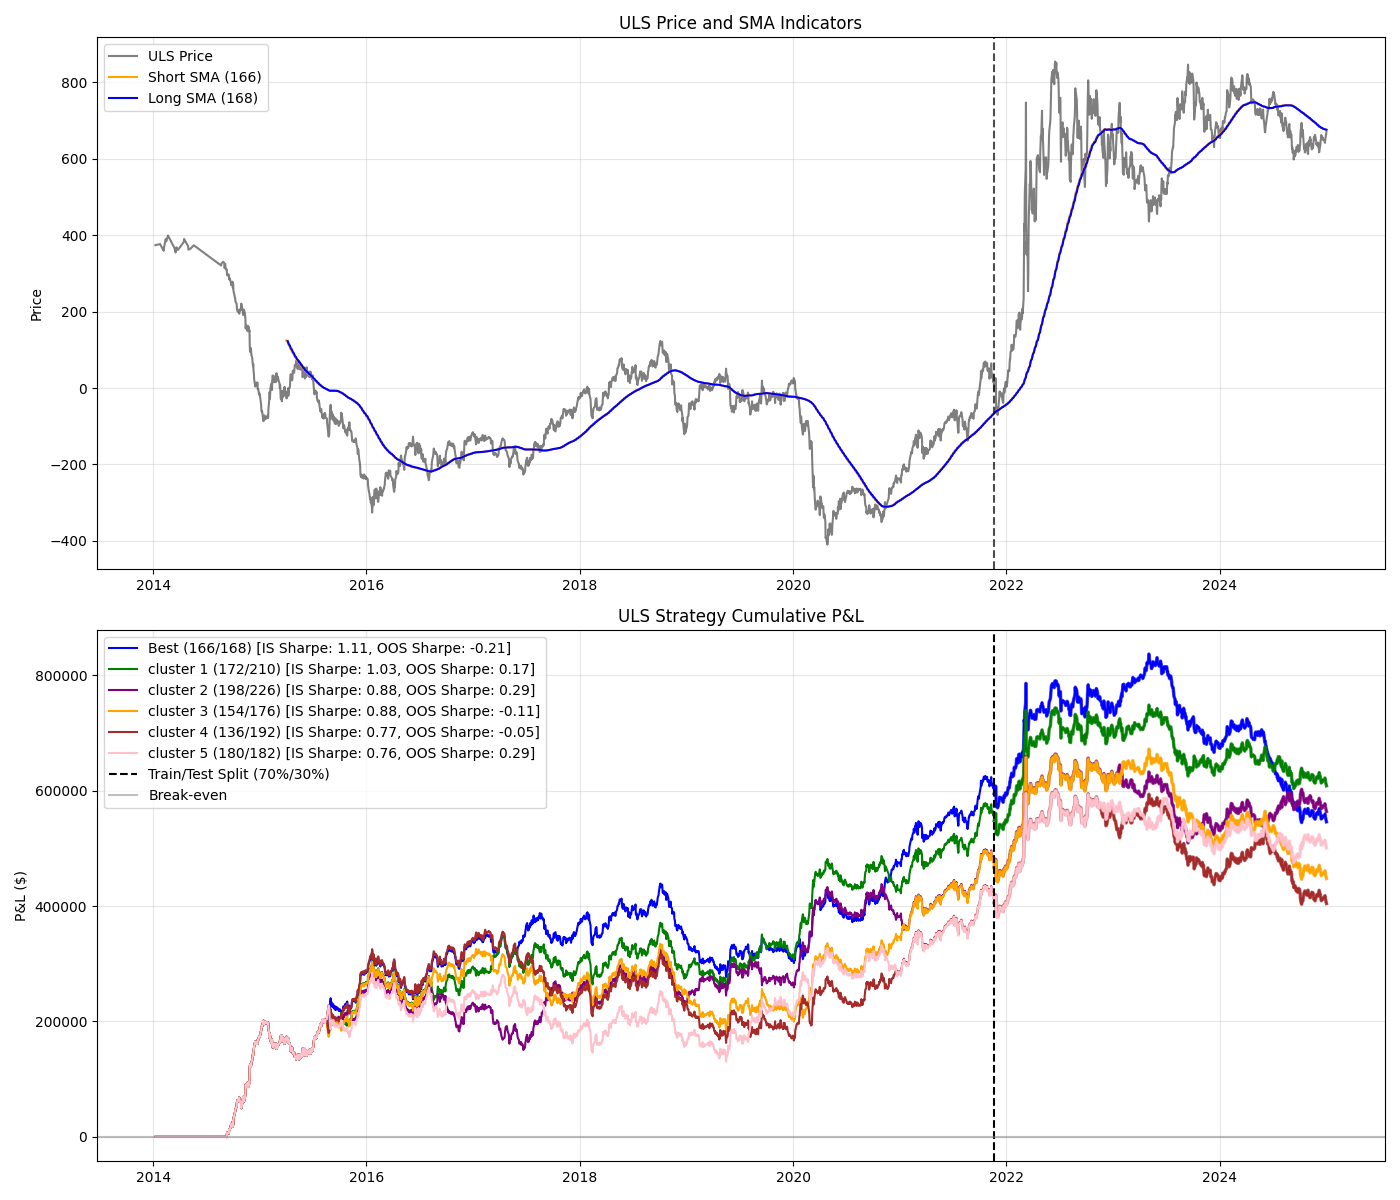 ULS Price and SMA Indicators
ULS Price
Short SMA (166)
Long SMA (168)
Price
800
600
400
200
0
−200
−400
2014 2016 2018 2020 2022 2024
ULS Strategy Cumulative P&L
Best (166/168) [IS Sharpe: 1.11, OOS Sharpe: -0.21]
cluster 1 (172/210) [IS Sharpe: 1.03, OOS Sharpe: 0.17]
cluster 2 (198/226) [IS Sharpe: 0.88, OOS Sharpe: 0.29]
cluster 3 (154/176) [IS Sharpe: 0.88, OOS Sharpe: -0.11]
cluster 4 (136/192) [IS Sharpe: 0.77, OOS Sharpe: -0.05]
cluster 5 (180/182) [IS Sharpe: 0.76, OOS Sharpe: 0.29]
Train/Test Split (70%/30%)
Break-even
P&L ($)
800000
600000
400000
200000
0
2014 2016 2018 2020 2022 2024